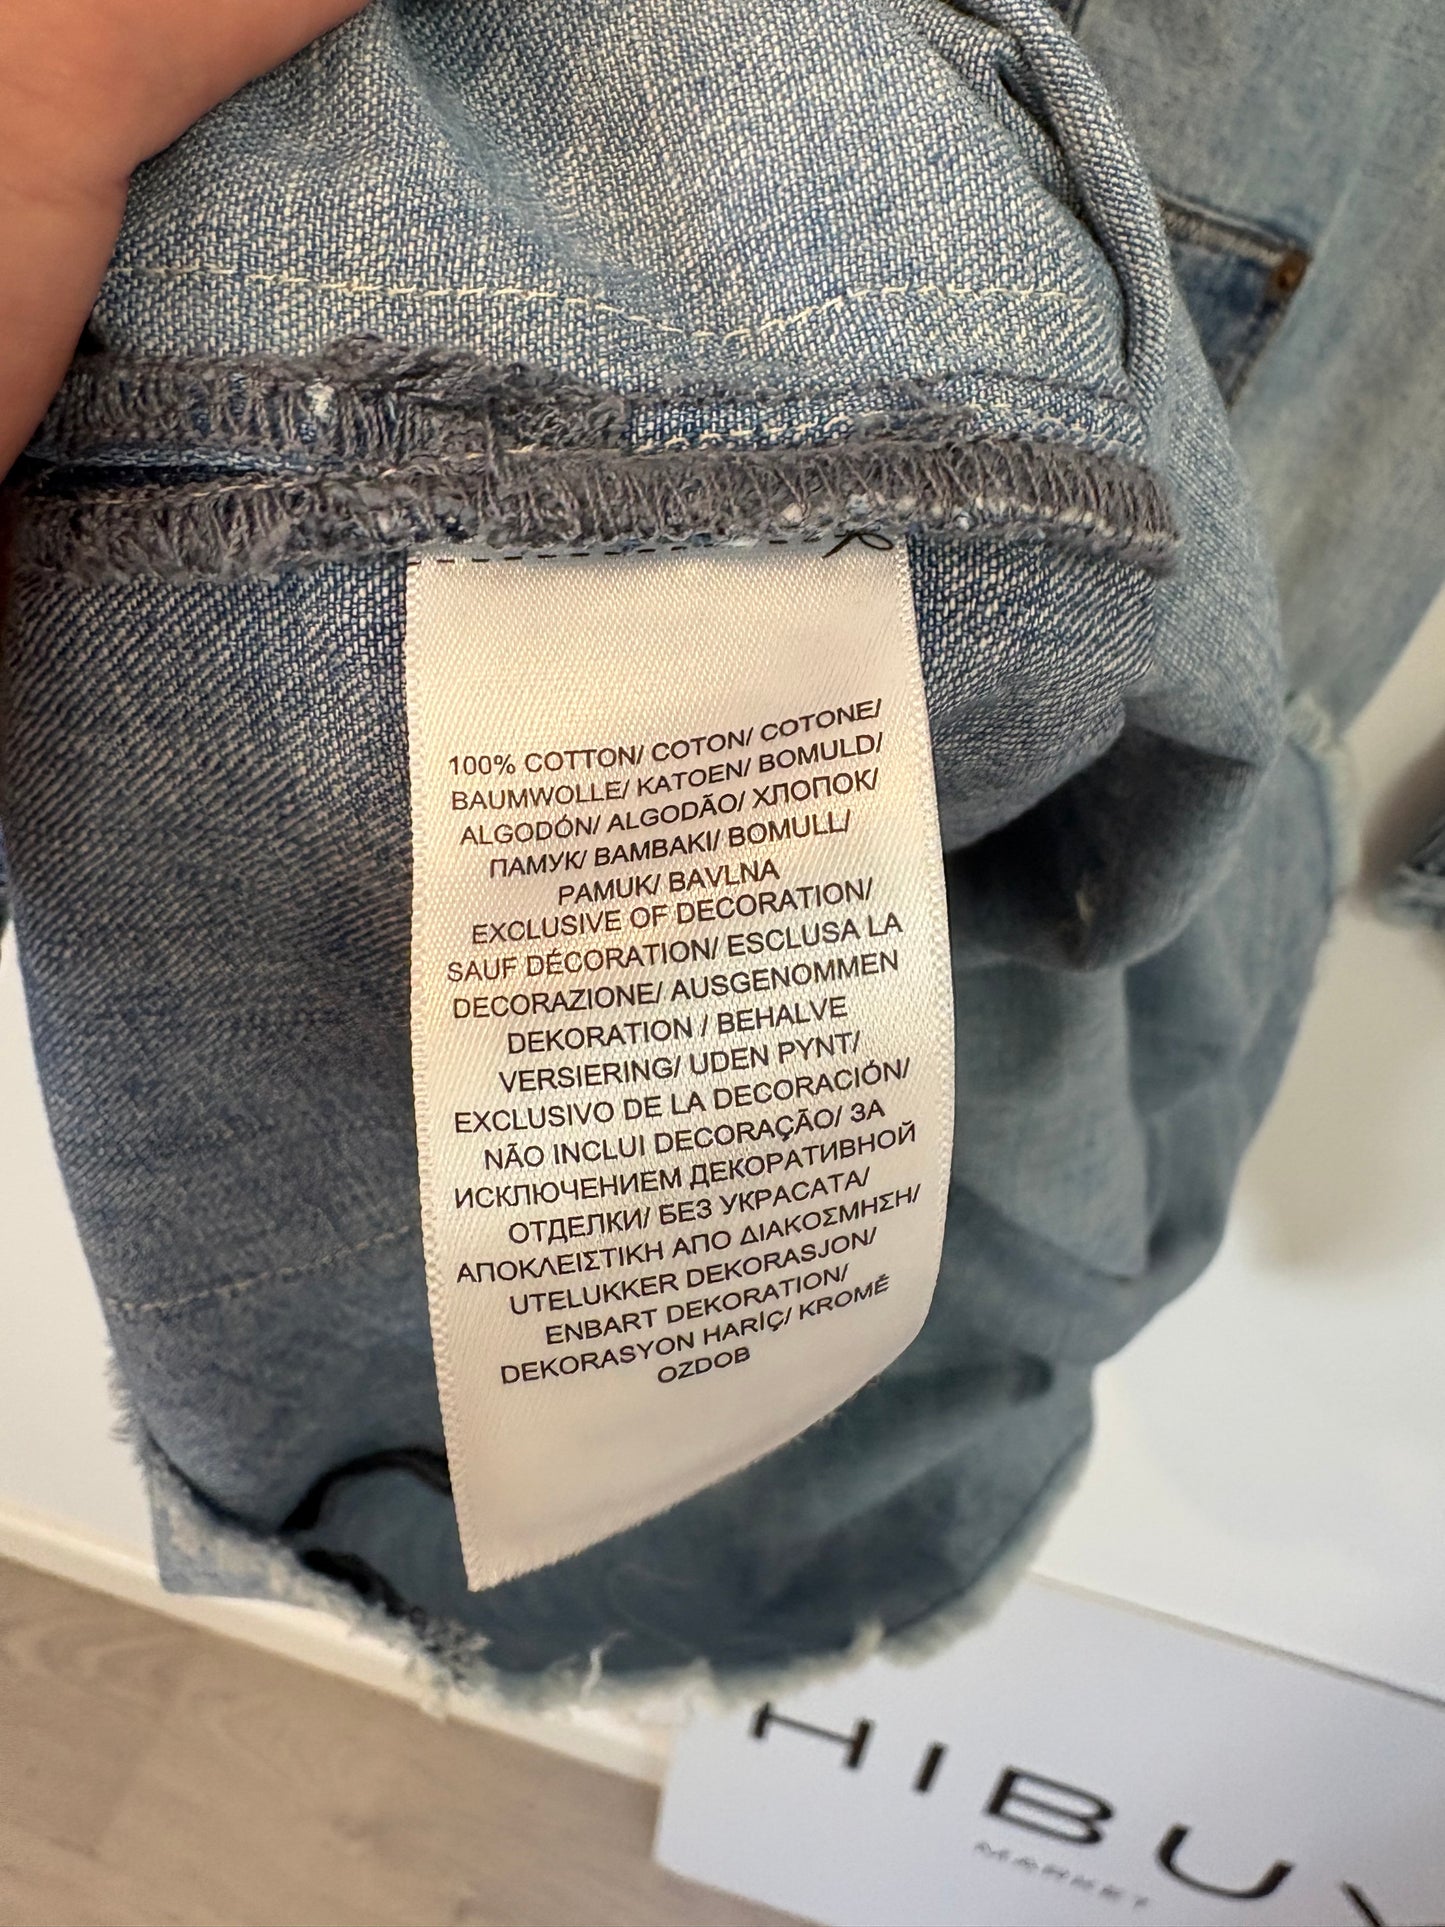 100% COTTON/ COTON/ COTONE/
BAUMWOLLE/ KATOEN/ BOMULD/
ALGODÓN/ ALGODÃO/ ХЛОПОК/
ПАМУК/ BAMBAKI/ BOMULL/
PAMUK/ BAVLNA
EXCLUSIVE OF DECORATION/
SAUF DÉCORATION/ ESCLUSA LA
DECORAZIONE/ AUSGENOMMEN
DEKORATION / BEHALVE
VERSIERING/ UDEN PYNT/
EXCLUSIVO DE LA DECORACIÓN/
NÃO INCLUI DECORAÇÃO/ ЗА
ИСКЛЮЧЕНИЕМ ДЕКОРАТИВНОЙ
ОТДЕЛКИ/ БЕЗ УКРАСАТА/
ΑΠΟΚΛΕΙΣΤΙΚΗ ΑΠΟ ΔΙΑΚΟΣΜΗΣΗ/
UTELUKKER DEKORASJON/
ENBART DEKORATION/
DEKORASYON HARİÇ/ KROMĚ
OZDOB
HIBUY
MARKET